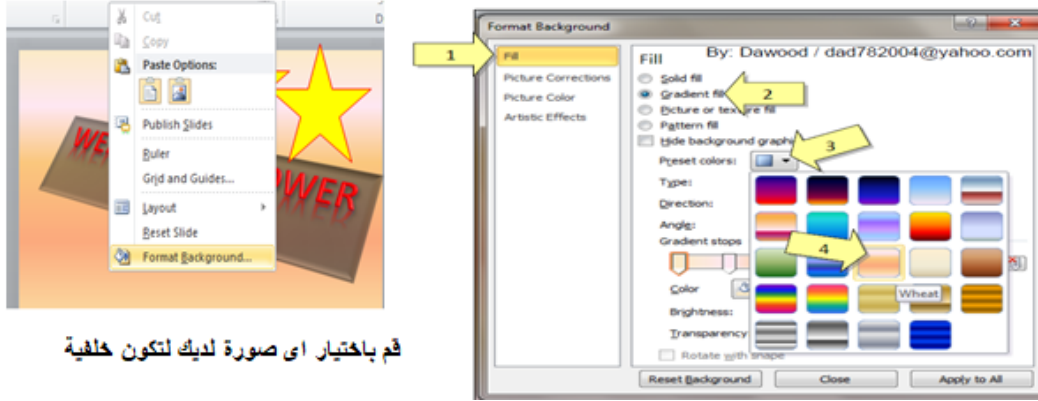 Cut
Copy
Paste Options:
Publish Slides
Ruler
Grid and Guides...
Layout
Reset Slide
Format Background...
WER
قم باختيار اى صورة لديك لتكون خلفية
Format Background
1
Fill
Picture Corrections
Picture Color
Artistic Effects
Fill
By: Dawood / dad782004@yahoo.com
Solid fill
Gradient fill
2
Picture or texture fill
Pattern fill
Hide background graph
3
Preset colors:
Type:
Direction:
Angle:
4
Gradient stops
Color
Wheat
Brightness:
Transparency
Rotate with shape
Reset Background
Close
Apply to All